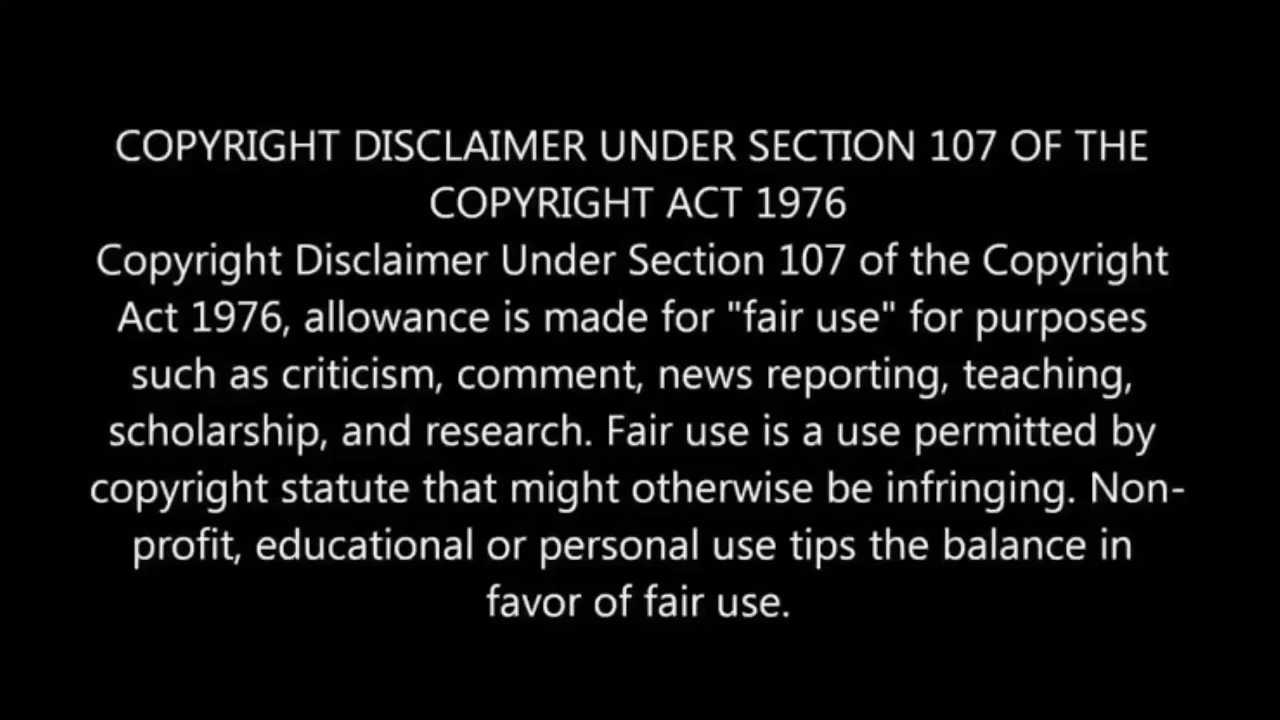 COPYRIGHT DISCLAIMER UNDER SECTION 107 OF THE
COPYRIGHT ACT 1976
Copyright Disclaimer Under Section 107 of the Copyright
Act 1976, allowance is made for "fair use" for purposes
such as criticism, comment, news reporting, teaching,
scholarship, and research. Fair use is a use permitted by
copyright statute that might otherwise be infringing. Non-
profit, educational or personal use tips the balance in
favor of fair use.